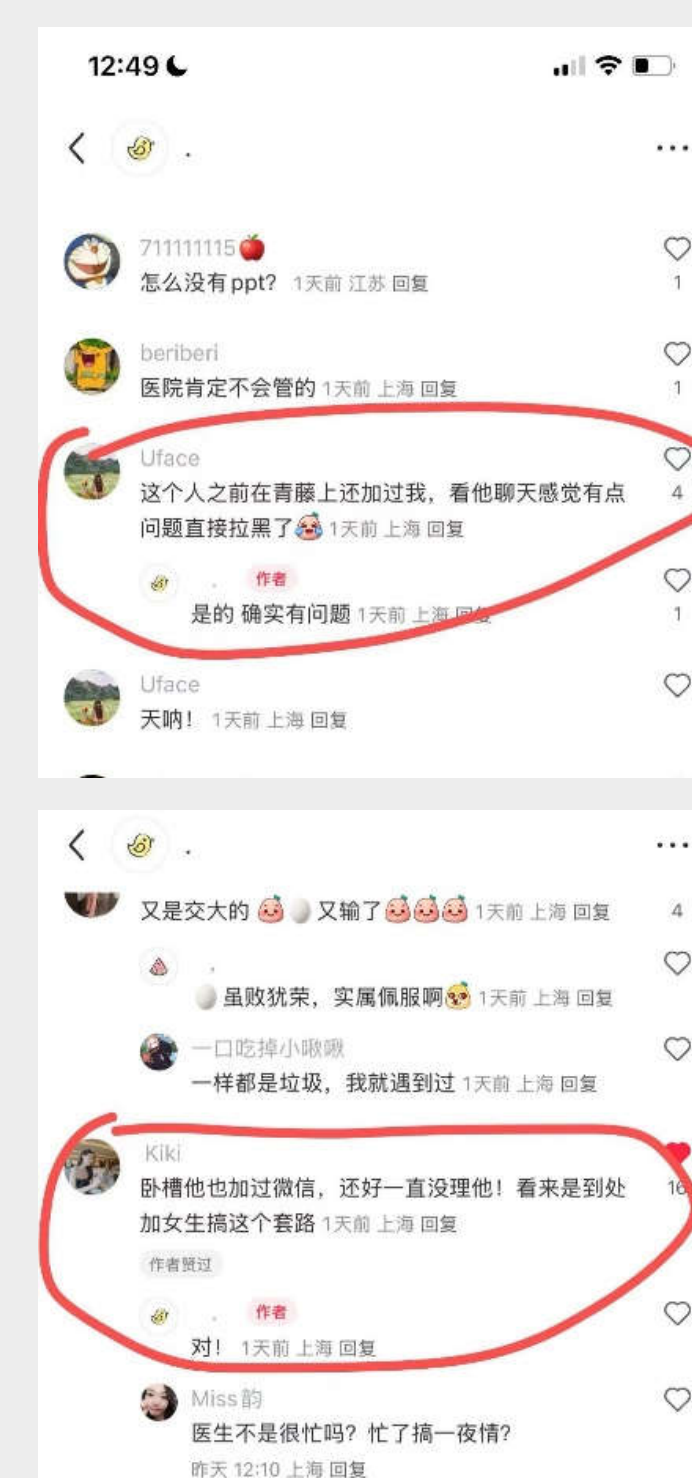 12:49
.
711111115
怎么没有ppt? 1天前 江苏 回复
1
beriberi
医院肯定不会管的 1天前 上海 回复
1
Uface
这个人之前在青藤上还加过我，看他聊天感觉有点
4
问题直接拉黑了 1天前 上海 回复
. 作者
是的 确实有问题 1天前 上海 回复
1
Uface
天呐！ 1天前 上海 回复
.
又是交大的 又输了 1天前 上海 回复
4
.
虽败犹荣，实属佩服啊 1天前 上海 回复
一口吃掉小啾啾
一样都是垃圾，我就遇到过 1天前 上海 回复
Kiki
卧槽他也加过微信，还好一直没理他！看来是到处
16
加女生搞这个套路 1天前 上海 回复
作者赞过
. 作者
对！ 1天前 上海 回复
Miss韵
医生不是很忙吗？忙了搞一夜情？
昨天 12:10 上海 回复